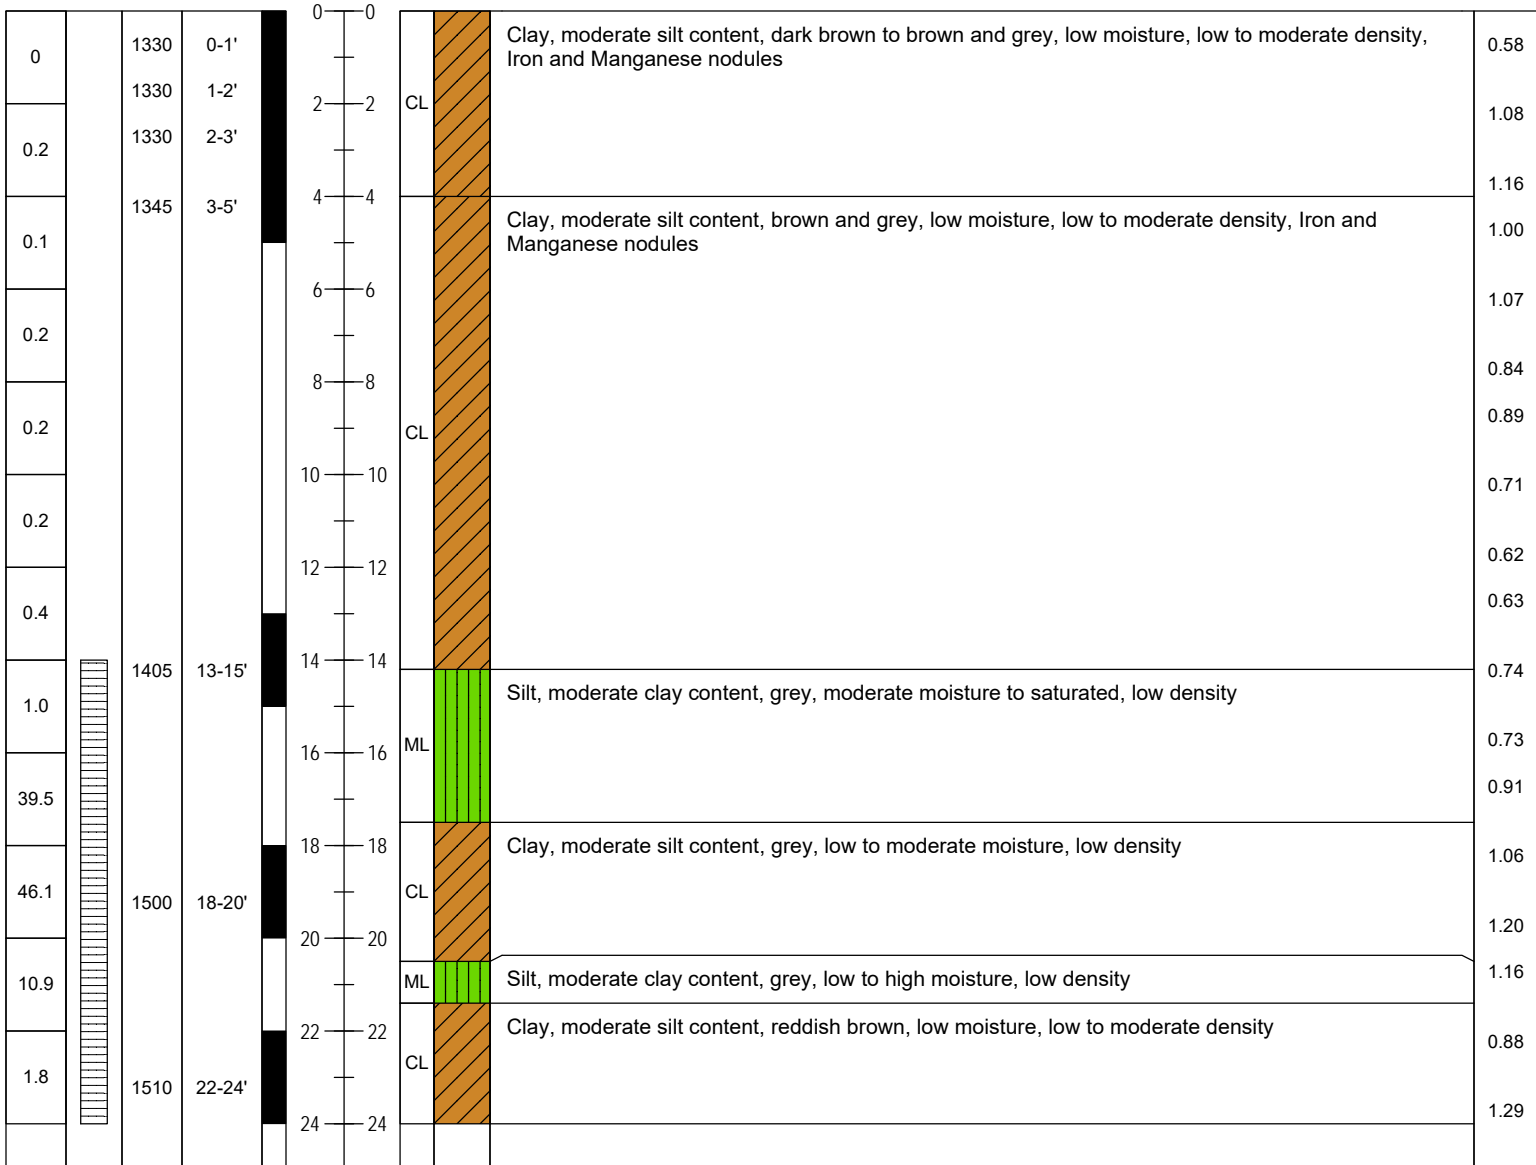 0 — 0
0 1330 0-1' Clay, moderate silt content, dark brown to brown and grey, low moisture, low to moderate density, 0.58
Iron and Manganese nodules
1330 1-2'
2 — 2 CL 1.08
0.2 1330 2-3'
1.16
4 — 4
1345 3-5'
Clay, moderate silt content, brown and grey, low moisture, low to moderate density, Iron and 1.00
0.1 Manganese nodules
6 — 6 1.07
0.2
8 — 8 0.84
0.2 CL 0.89
10 — 10 0.71
0.2
12 — 12 0.62
0.4 0.63
14 — 14
1405 13-15' 0.74
1.0 Silt, moderate clay content, grey, moderate moisture to saturated, low density
16 — 16 ML 0.73
39.5 0.91
18 — 18 Clay, moderate silt content, grey, low to moderate moisture, low density 1.06
46.1 1500 18-20' CL
20 — 20 1.20
10.9 ML Silt, moderate clay content, grey, low to high moisture, low density 1.16
22 — 22 Clay, moderate silt content, reddish brown, low moisture, low to moderate density 0.88
1.8 1510 22-24' CL
24 — 24 1.29